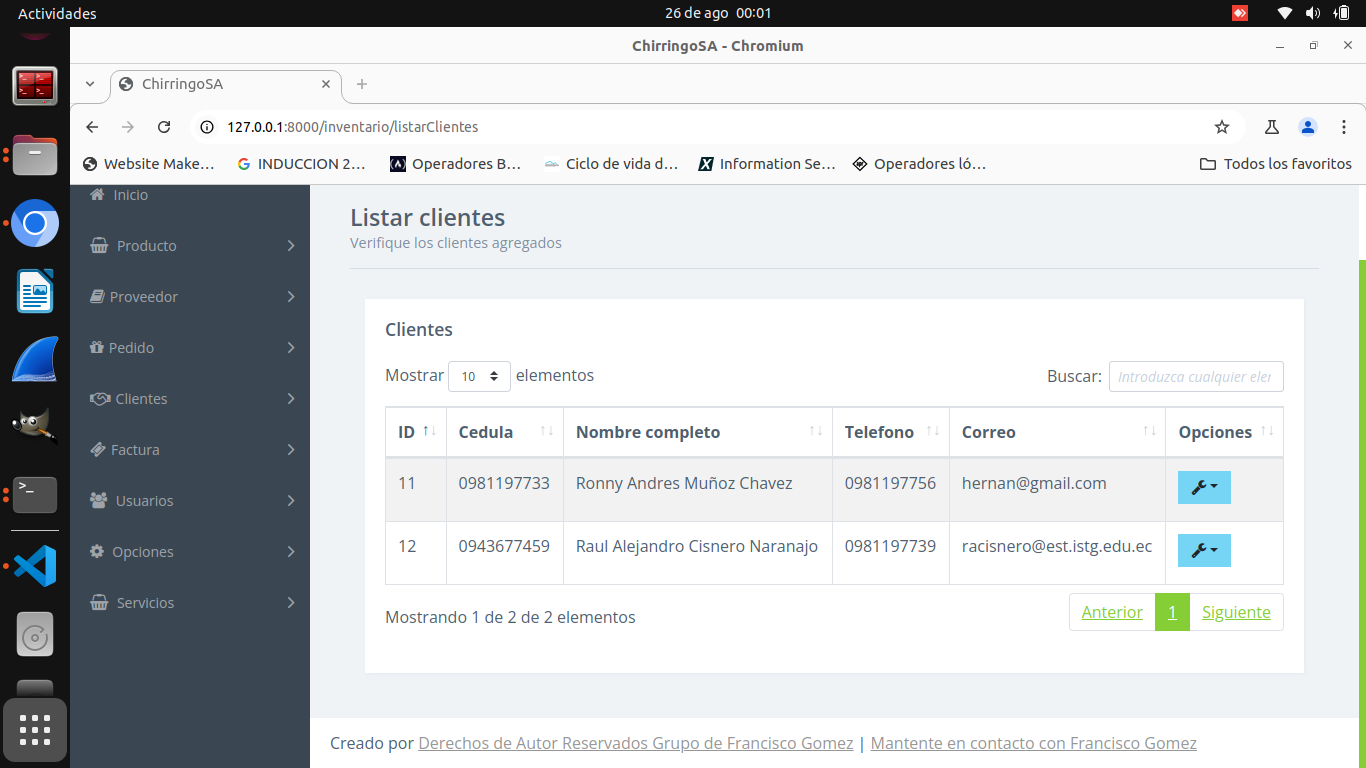 Actividades 26 de ago 00:01
ChirringoSA - Chromium
ChirringoSA
127.0.0.1:8000/inventario/listarClientes
Website Make... INDUCCION 2... Operadores B... Ciclo de vida d... Information Se... Operadores ló... Todos los favoritos
Inicio
Producto
Proveedor
Pedido
Clientes
Factura
Usuarios
Opciones
Servicios
Listar clientes
Verifique los clientes agregados
Clientes
Mostrar 10 elementos Buscar: Introduzca cualquier eler
ID Cedula Nombre completo Telefono Correo Opciones
11 0981197733 Ronny Andres Muñoz Chavez 0981197756 hernan@gmail.com
12 0943677459 Raul Alejandro Cisnero Naranajo 0981197739 racisnero@est.istg.edu.ec
Mostrando 1 de 2 de 2 elementos Anterior 1 Siguiente
Creado por Derechos de Autor Reservados Grupo de Francisco Gomez | Mantente en contacto con Francisco Gomez